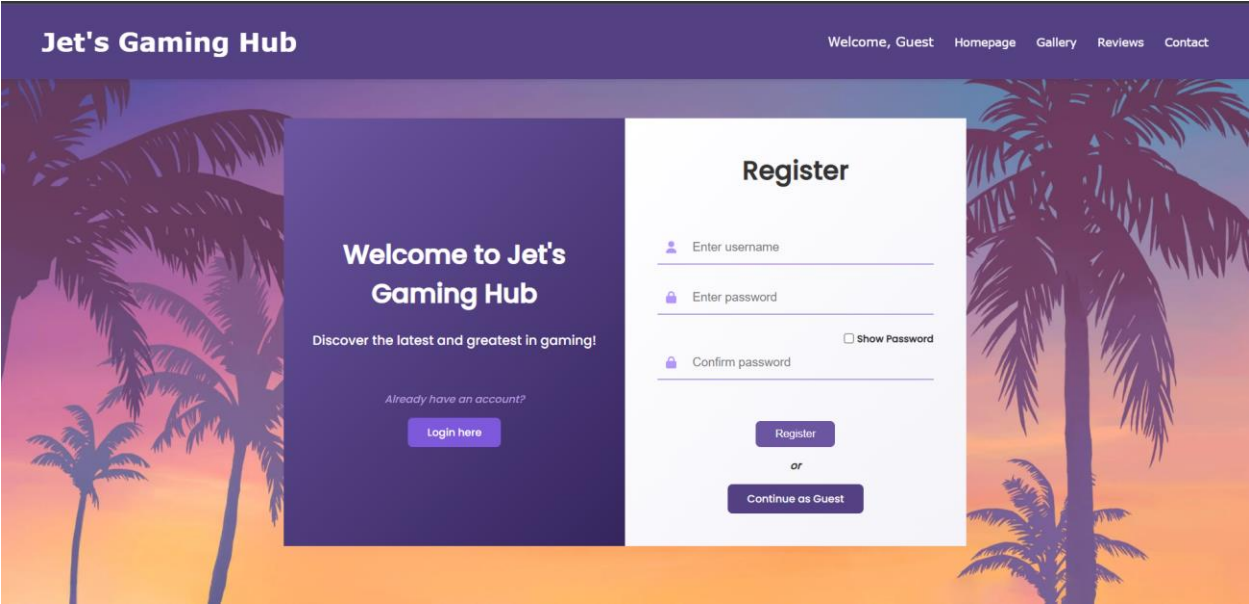 Jet's Gaming Hub
Welcome, Guest Homepage Gallery Reviews Contact
Welcome to Jet's
Gaming Hub
Discover the latest and greatest in gaming!
Already have an account?
Login here
Register
Enter username
Enter password
Show Password
Confirm password
Register
or
Continue as Guest